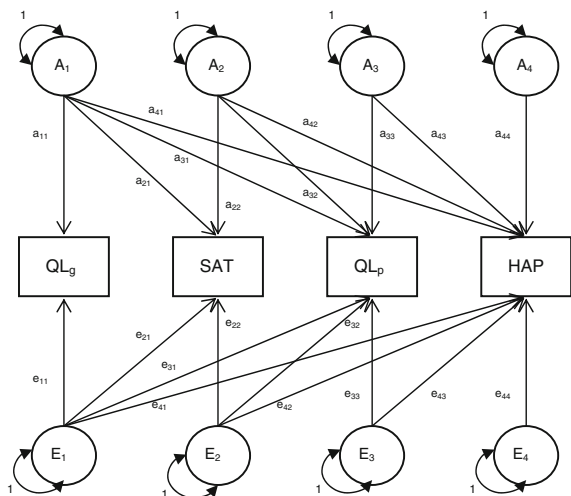 1 1 1 1
A₁ A₂ A₃ A₄
a₄₁ a₄₂
a₁₁ a₃₃ a₄₃ a₄₄
a₃₁
a₂₁ a₃₂
a₂₂
QLg SAT QLp HAP
e₂₁ e₂₂ e₃₂
e₃₁
e₁₁ e₃₃ e₄₃ e₄₄
e₄₁ e₄₂
E₁ E₂ E₃ E₄
1 1 1 1